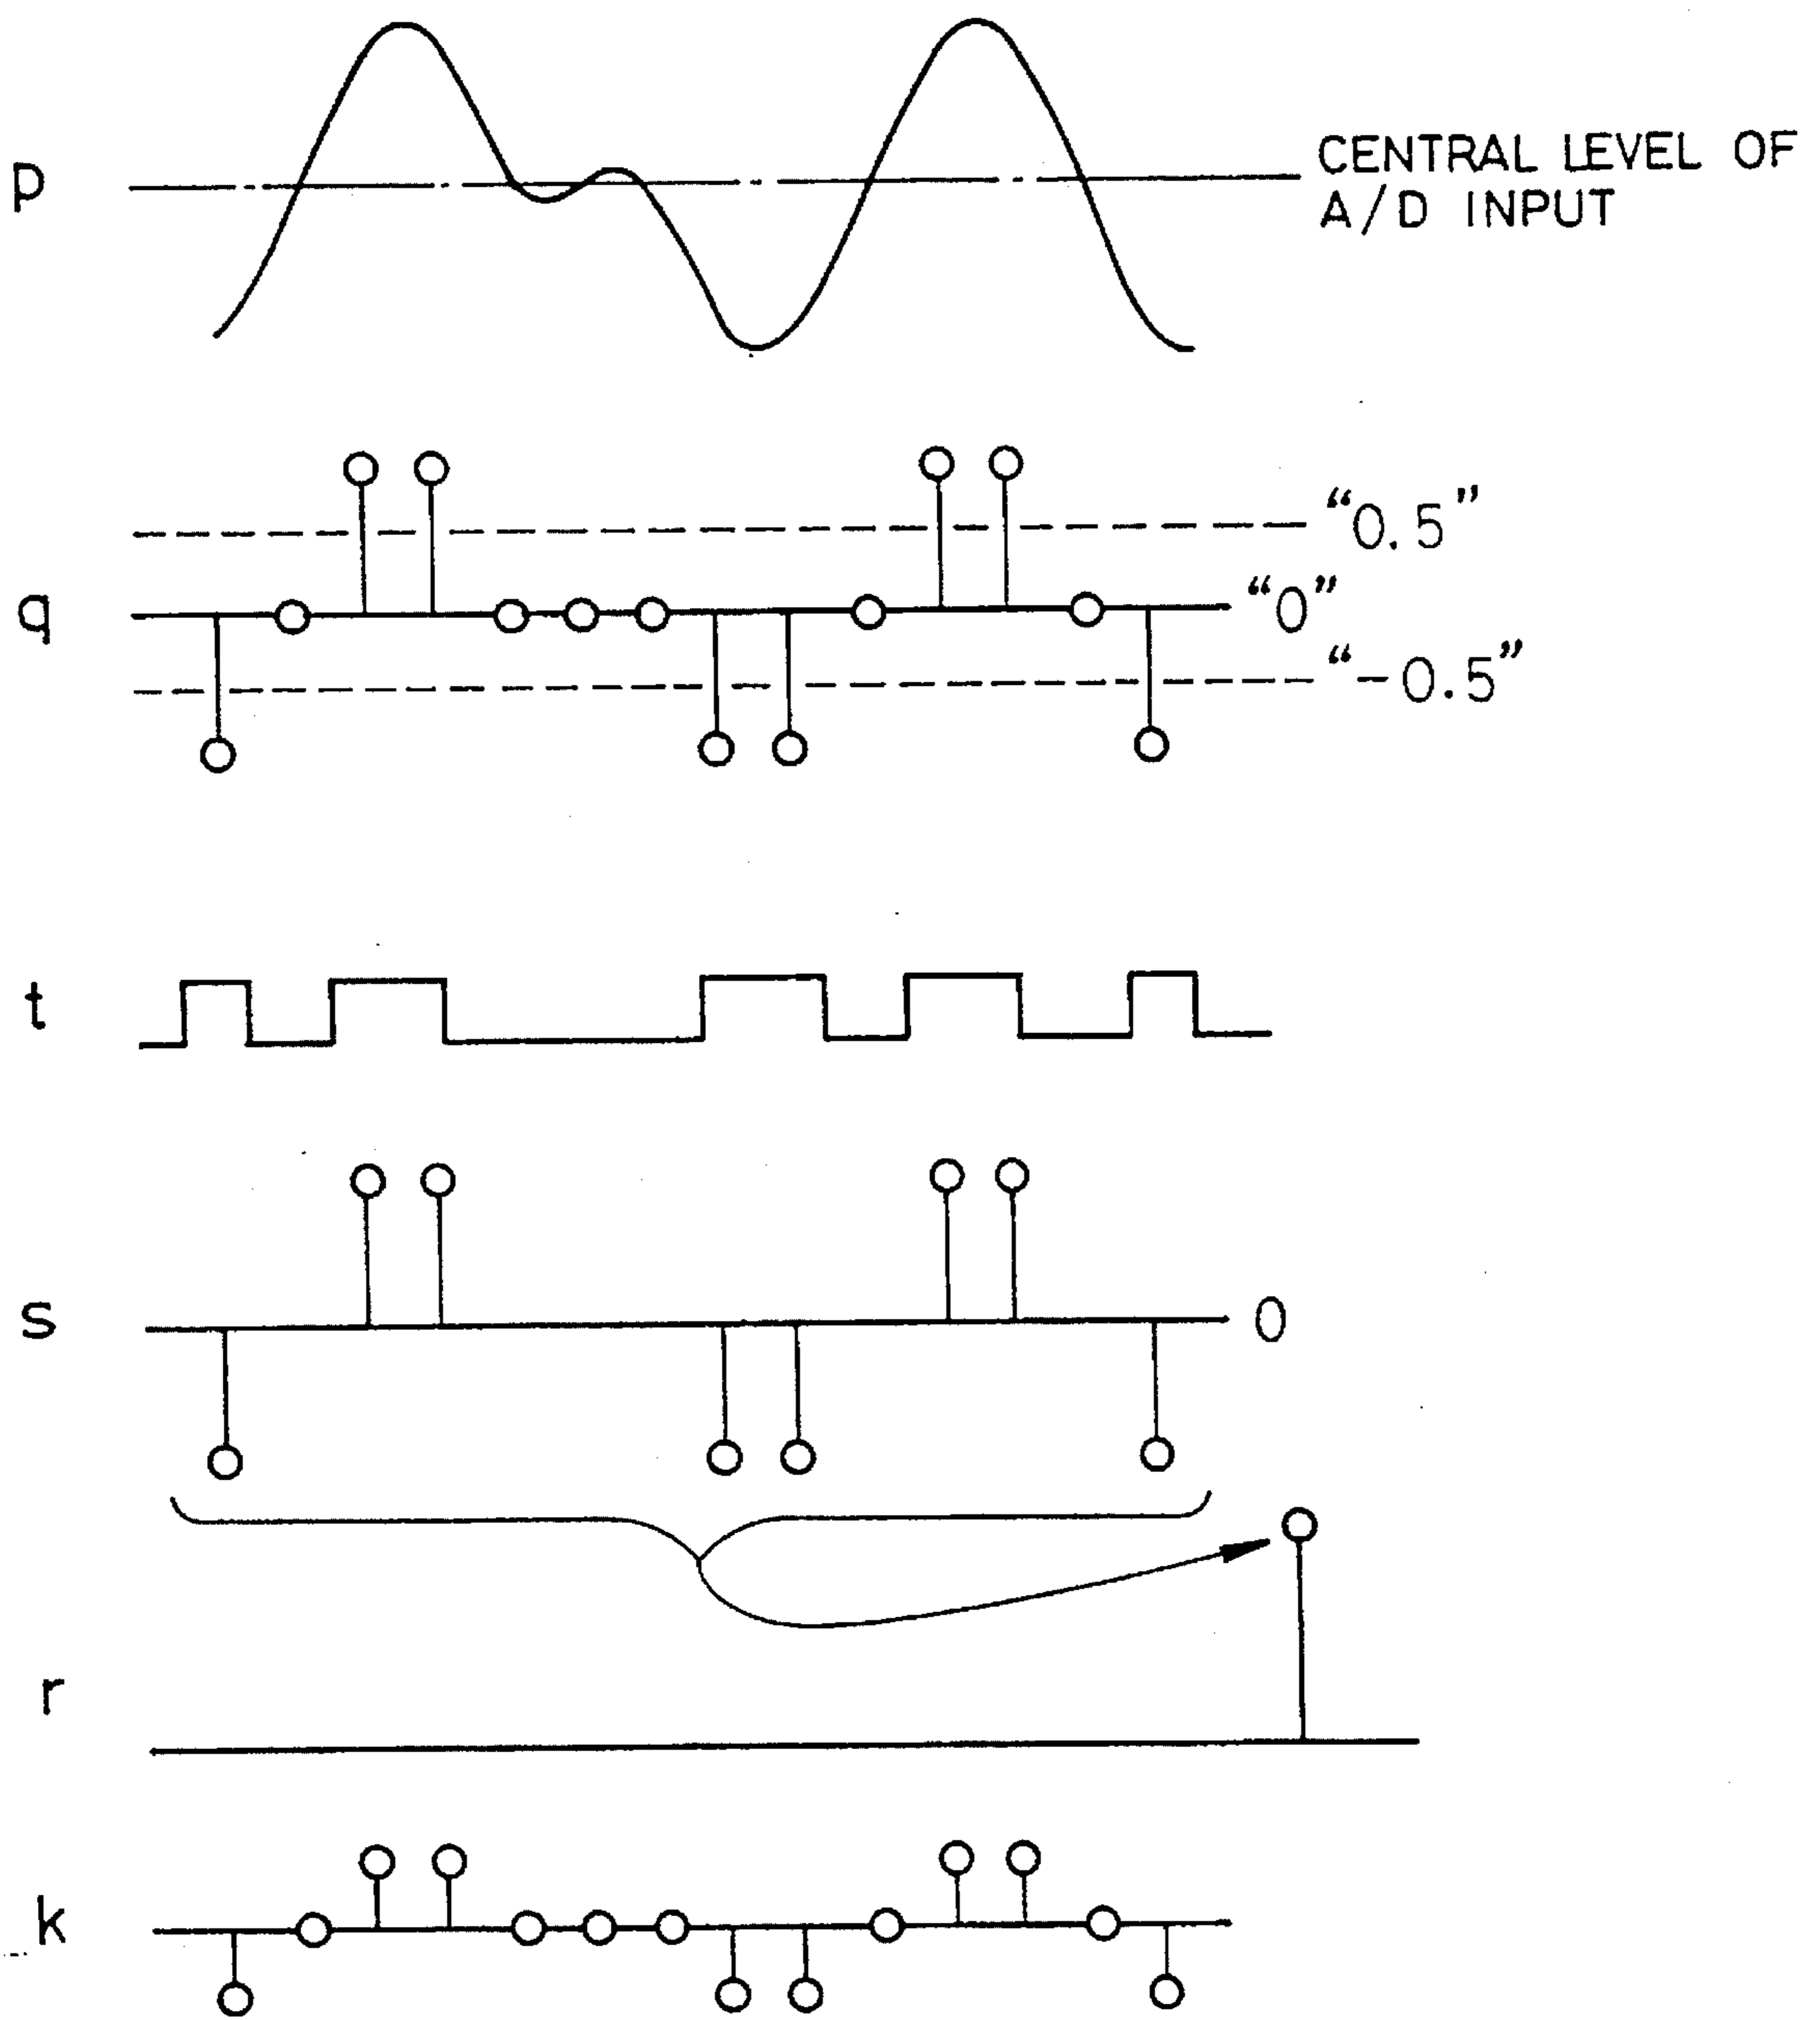 p
CENTRAL LEVEL OF
A/D INPUT
q
“0.5”
“0”
“-0.5”
t
s
0
r
k